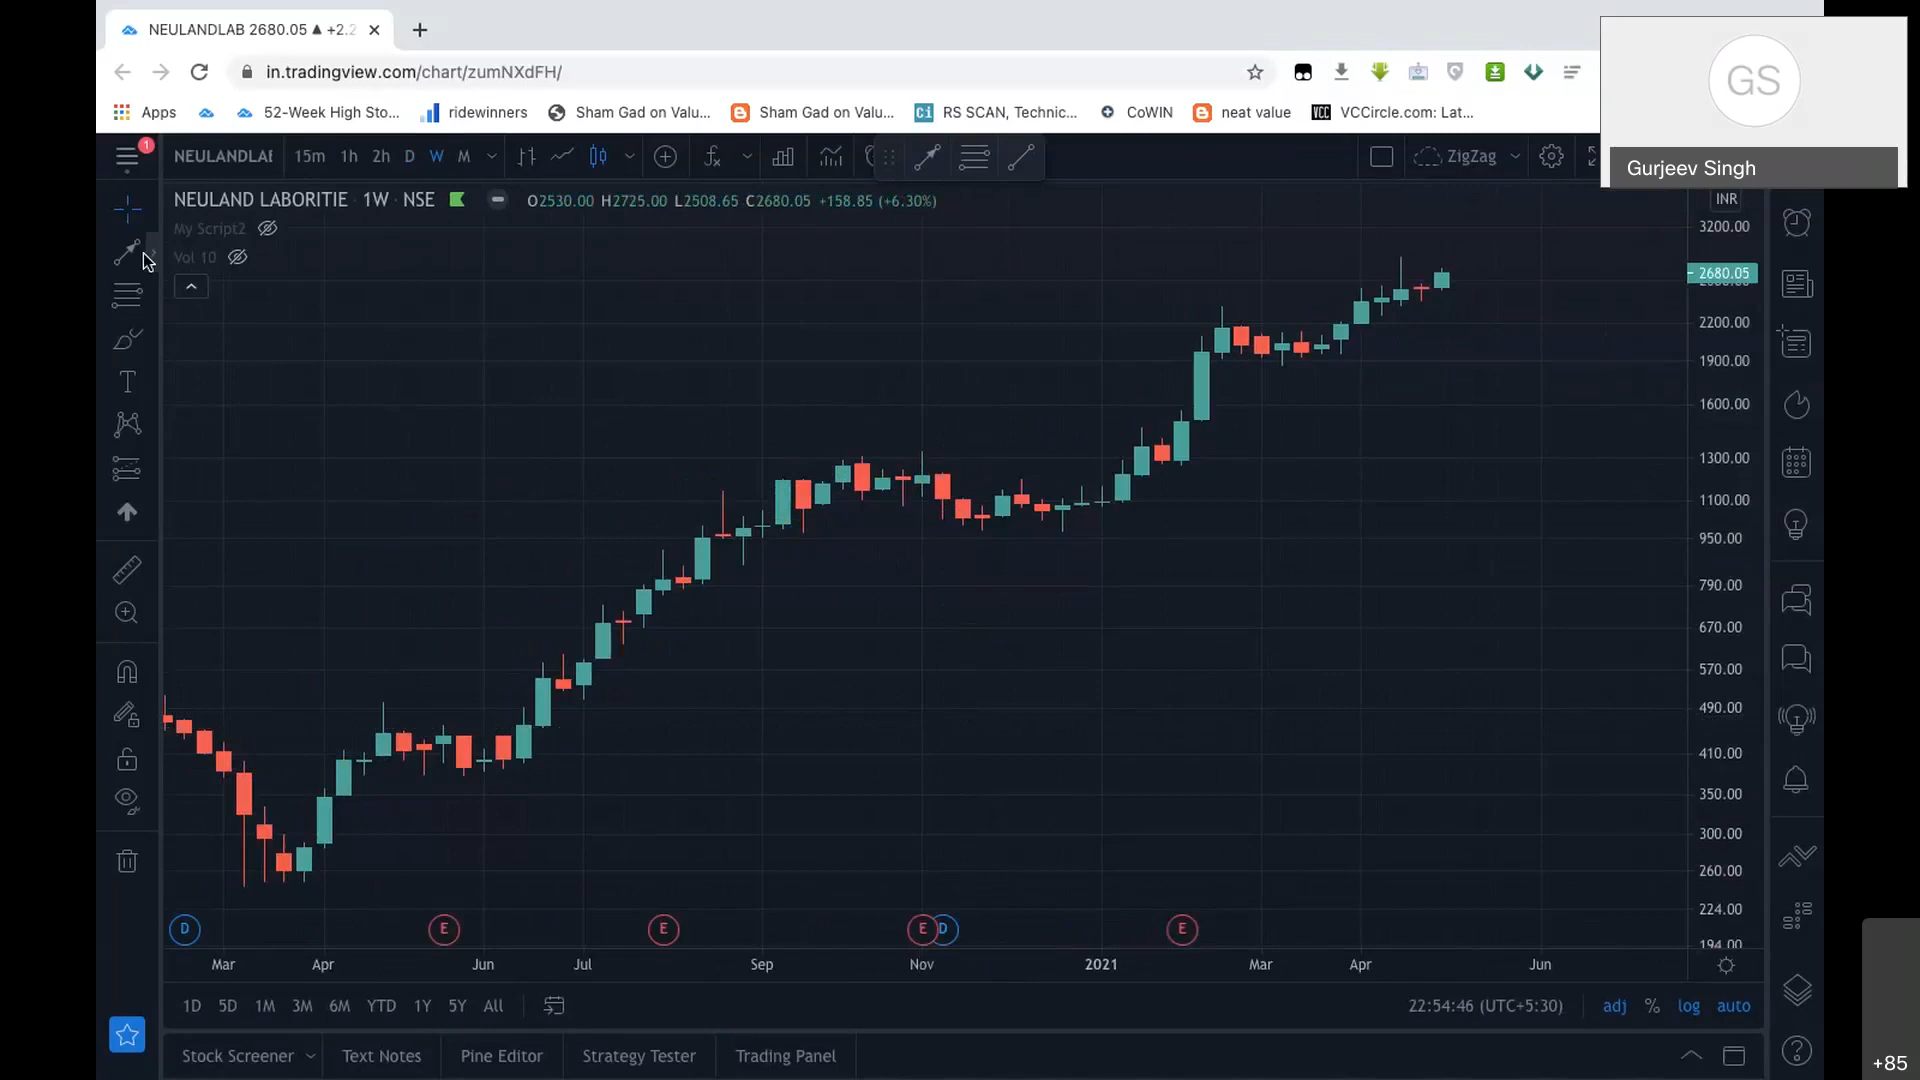 NEULANDLAB 2680.05 ▲ +2.2
in.tradingview.com/chart/zumNXdFH/
Apps 52-Week High Sto... ridewinners Sham Gad on Valu... Sham Gad on Valu... Ci RS SCAN, Technic... CoWIN neat value VCC VCCircle.com: Lat...
GS
Gurjeev Singh
1
NEULANDLAB 15m 1h 2h D W M ZigZag
NEULAND LABORITIE 1W · NSE O2530.00 H2725.00 L2508.65 C2680.05 +158.85 (+6.30%)
My Script2
Vol 10
INR
3200.00
2680.05
2200.00
1900.00
1600.00
1300.00
1100.00
950.00
790.00
670.00
570.00
490.00
410.00
350.00
300.00
260.00
224.00
194.00
D E E E D E
Mar Apr Jun Jul Sep Nov 2021 Mar Apr Jun
1D 5D 1M 3M 6M YTD 1Y 5Y All 22:54:46 (UTC+5:30) adj % log auto
Stock Screener Text Notes Pine Editor Strategy Tester Trading Panel
+85